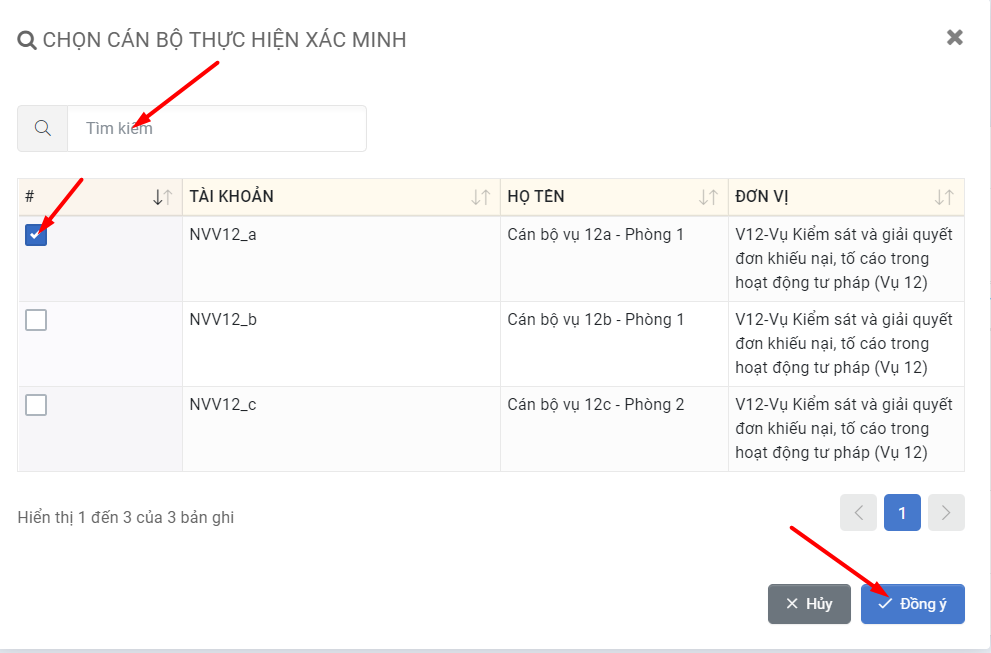 CHỌN CÁN BỘ THỰC HIỆN XÁC MINH
Tìm kiếm
# TÀI KHOẢN HỌ TÊN ĐƠN VỊ
NVV12_a Cán bộ vụ 12a - Phòng 1 V12-Vụ Kiểm sát và giải quyết
đơn khiếu nại, tố cáo trong
hoạt động tư pháp (Vụ 12)
NVV12_b Cán bộ vụ 12b - Phòng 1 V12-Vụ Kiểm sát và giải quyết
đơn khiếu nại, tố cáo trong
hoạt động tư pháp (Vụ 12)
NVV12_c Cán bộ vụ 12c - Phòng 2 V12-Vụ Kiểm sát và giải quyết
đơn khiếu nại, tố cáo trong
hoạt động tư pháp (Vụ 12)
Hiển thị 1 đến 3 của 3 bản ghi
1
Hủy Đồng ý